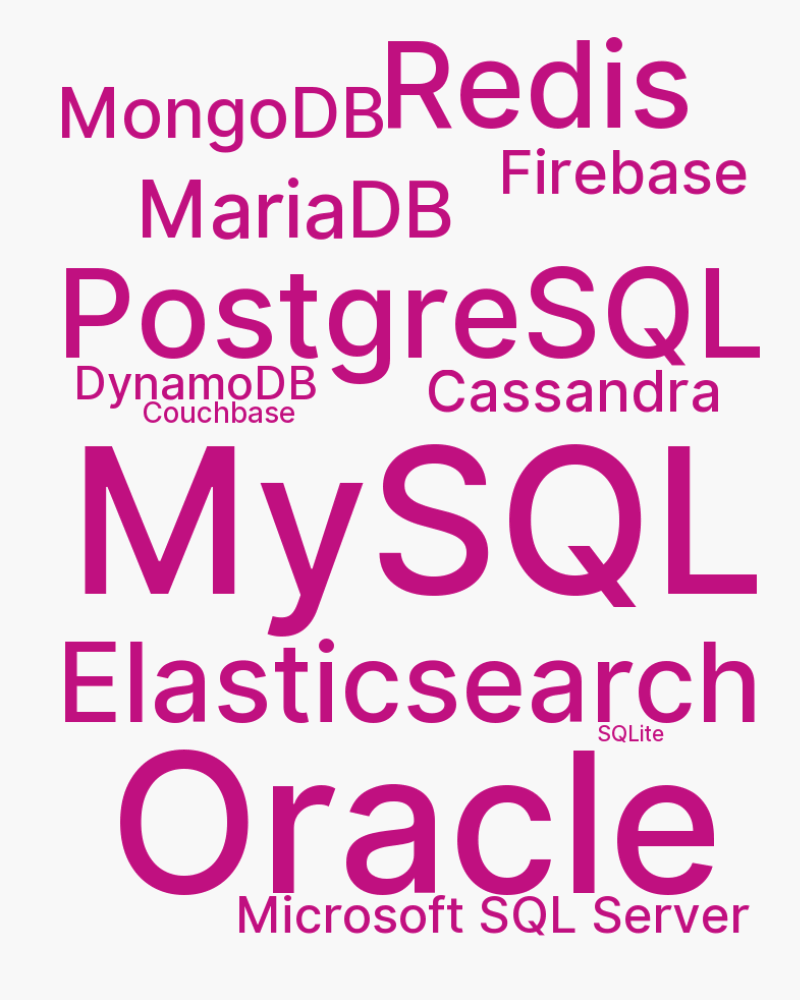 Redis
MongoDB
Firebase
MariaDB
PostgreSQL
DynamoDB
Cassandra
Couchbase
MySQL
Elasticsearch
SQLite
Oracle
Microsoft SQL Server